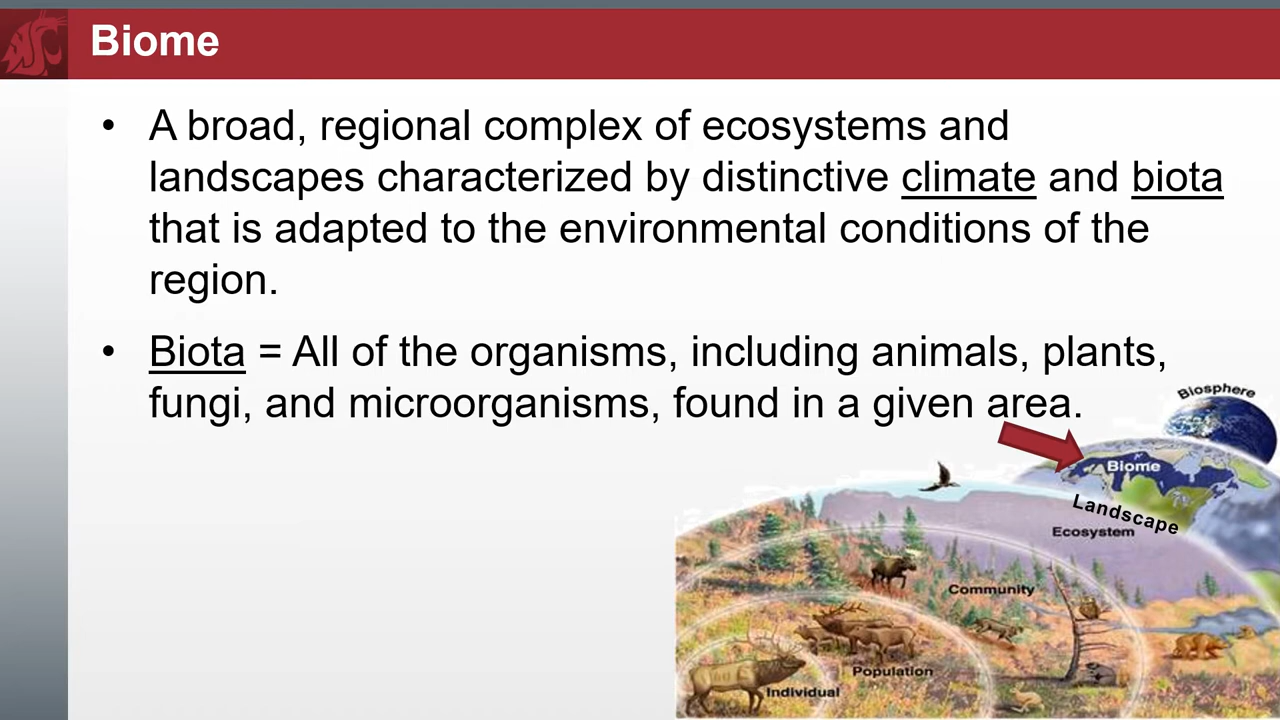 Biome
• A broad, regional complex of ecosystems and
landscapes characterized by distinctive climate and biota
that is adapted to the environmental conditions of the
region.
• Biota = All of the organisms, including animals, plants,
fungi, and microorganisms, found in a given area.
Biosphere
Biome
Landscape
Ecosystem
Community
Population
Individual